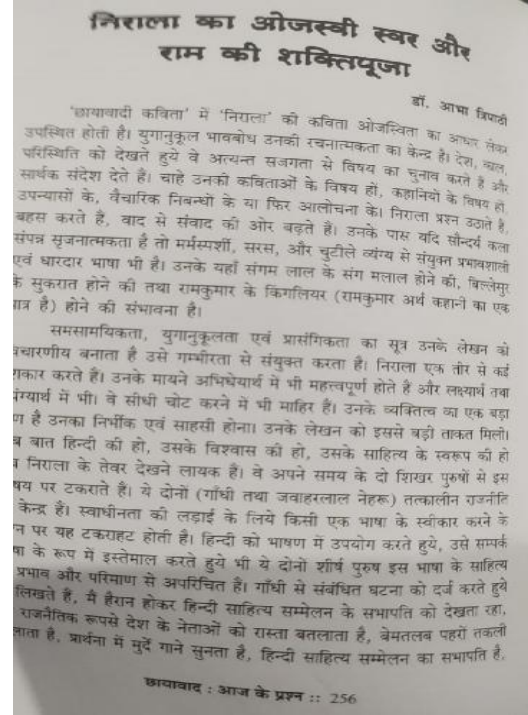 निराला का ओजस्वी स्वर और
राम की शक्तिपूजा
डॉ. आभा त्रिपाठी
'छायावादी कविता' में 'निराला' की कविता ओजस्विता का आधार लेकर
उपस्थित होती है। युगानुकूल भावबोध उनकी रचनात्मकता का केन्द्र है। देश, काल,
परिस्थिति को देखते हुये वे अत्यन्त सजगता से विषय का चुनाव करते हैं और
सार्थक संदेश देते हैं। चाहे उनकी कविताओं के विषय हों, कहानियों के विषय हों,
उपन्यासों के, वैचारिक निबन्धों के या फिर आलोचना के। निराला प्रश्न उठाते हैं,
बहस करते हैं, वाद से संवाद की ओर बढ़ते हैं। उनके पास यदि सौन्दर्य कला
संपन्न सृजनात्मकता है तो मर्मस्पर्शी, सरस, और चुटीले व्यंग्य से संयुक्त प्रभावशाली
एवं धारदार भाषा भी है। उनके यहाँ संगम लाल के संग मलाल होने की, बिल्लेसुर
के सुकरात होने की तथा रामकुमार के किंगलियर (रामकुमार अर्थ कहानी का एक
पात्र है) होने की संभावना है।
समसामयिकता, युगानुकूलता एवं प्रासंगिकता का सूत्र उनके लेखन को
वचारणीय बनाता है उसे गम्भीरता से संयुक्त करता है। निराला एक तीर से कई
शिकार करते हैं। उनके मायने अभिधेयार्थ में भी महत्त्वपूर्ण होते हैं और लक्ष्यार्थ तथा
यंग्यार्थ में भी। वे सीधी चोट करने में भी माहिर हैं। उनके व्यक्तित्व का एक बड़ा
ण है उनका निर्भीक एवं साहसी होना। उनके लेखन को इससे बड़ी ताकत मिली।
ब बात हिन्दी की हो, उसके विश्वास की हो, उसके साहित्य के स्वरूप की हो
निराला के तेवर देखने लायक है। वे अपने समय के दो शिखर पुरुषों से इस
षय पर टकराते हैं। ये दोनों (गाँधी तथा जवाहरलाल नेहरू) तत्कालीन राजनीति
केन्द्र हैं। स्वाधीनता की लड़ाई के लिये किसी एक भाषा के स्वीकार करने के
न पर यह टकराहट होती है। हिन्दी को भाषण में उपयोग करते हुये, उसे सम्पर्क
षा के रूप में इस्तेमाल करते हुये भी ये दोनों शीर्ष पुरुष इस भाषा के साहित्य
प्रभाव और परिमाण से अपरिचित हैं। गाँधी से संबंधित घटना को दर्ज करते हुये
लिखते हैं, मैं हैरान होकर हिन्दी साहित्य सम्मेलन के सभापति को देखता रहा,
राजनैतिक रूपसे देश के नेताओं को रास्ता बतलाता है, बेमतलब पहरों तकली
लाता है, प्रार्थना में मुर्दे गाने सुनता है, हिन्दी साहित्य सम्मेलन का सभापति है,
छायावाद : आज के प्रश्न :: 256